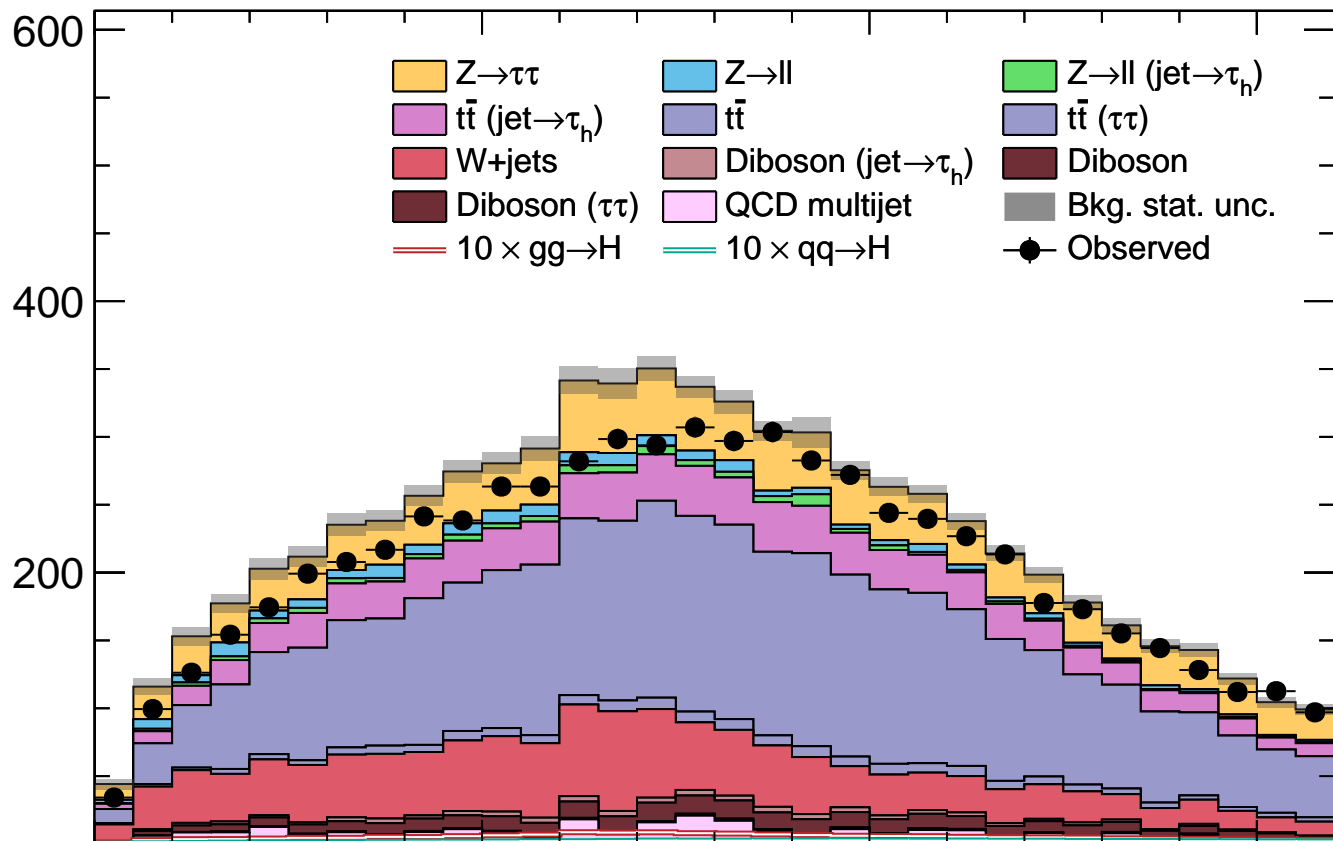 600
Z→ττ Z→ll Z→ll (jet→τh)
tt̄ (jet→τh) tt̄ tt̄ (ττ)
W+jets Diboson (jet→τh) Diboson
Diboson (ττ) QCD multijet Bkg. stat. unc.
10 × gg→H 10 × qq→H Observed
400
200